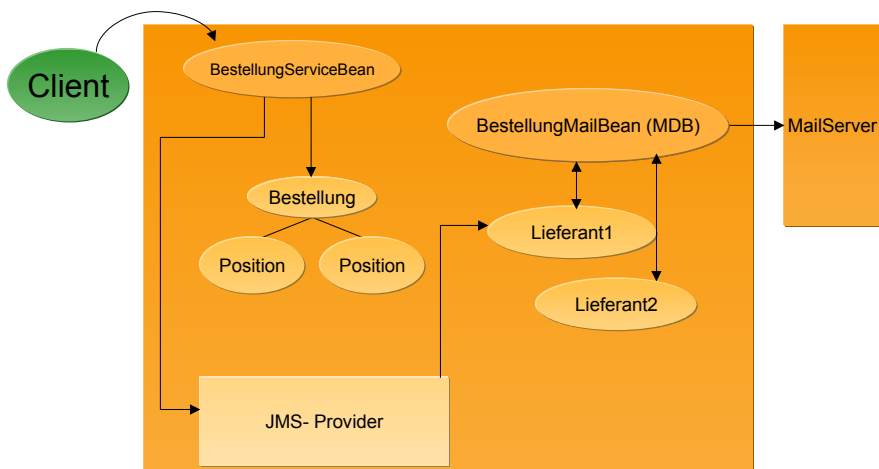 Client
BestellungServiceBean
BestellungMailBean (MDB)
MailServer
Bestellung
Position
Position
Lieferant1
Lieferant2
JMS- Provider